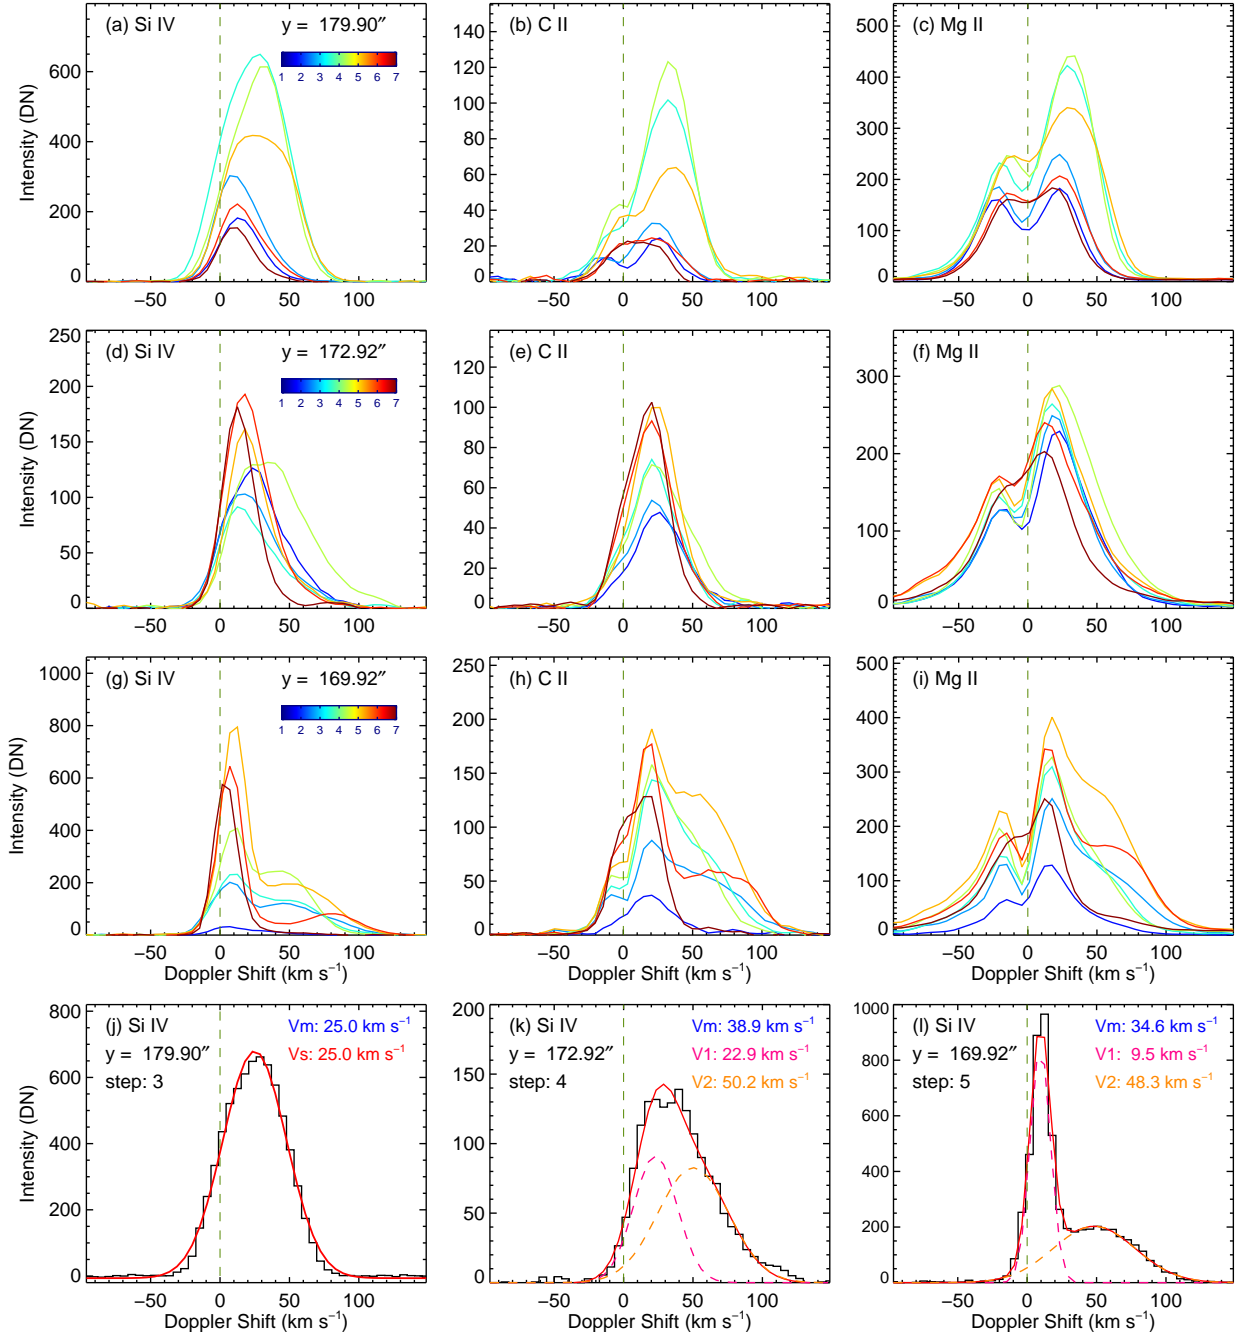 (a) Si IV
y = 179.90″
1 2 3 4 5 6 7
Intensity (DN)
600
400
200
0
−50 0 50 100
(b) C II
140
120
100
80
60
40
20
0
−50 0 50 100
(c) Mg II
500
400
300
200
100
0
−50 0 50 100
(d) Si IV
y = 172.92″
1 2 3 4 5 6 7
Intensity (DN)
250
200
150
100
50
0
−50 0 50 100
(e) C II
120
100
80
60
40
20
0
−50 0 50 100
(f) Mg II
300
200
100
0
−50 0 50 100
(g) Si IV
y = 169.92″
1 2 3 4 5 6 7
Intensity (DN)
1000
800
600
400
200
0
−50 0 50 100
Doppler Shift (km s⁻¹)
(h) C II
250
200
150
100
50
0
−50 0 50 100
Doppler Shift (km s⁻¹)
(i) Mg II
500
400
300
200
100
0
−50 0 50 100
Doppler Shift (km s⁻¹)
(j) Si IV
y = 179.90″
step: 3
Vm: 25.0 km s⁻¹
Vs: 25.0 km s⁻¹
Intensity (DN)
800
600
400
200
0
−50 0 50 100
Doppler Shift (km s⁻¹)
(k) Si IV
y = 172.92″
step: 4
Vm: 38.9 km s⁻¹
V1: 22.9 km s⁻¹
V2: 50.2 km s⁻¹
200
150
100
50
0
−50 0 50 100
Doppler Shift (km s⁻¹)
(l) Si IV
y = 169.92″
step: 5
Vm: 34.6 km s⁻¹
V1: 9.5 km s⁻¹
V2: 48.3 km s⁻¹
1000
800
600
400
200
0
−50 0 50 100
Doppler Shift (km s⁻¹)